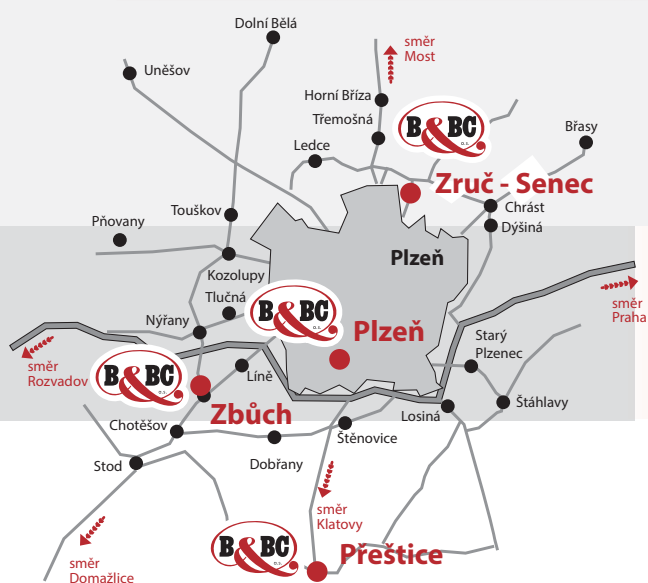 Dolní Bělá
směr
Most
Uněšov
Horní Bříza
Třemošná
B&BC a.s.
Břasy
Ledce
Zruč - Senec
Touškov
Chrást
Pňovany
Dýšiná
Plzeň
Kozolupy
Tlučná
B&BC a.s.
směr
Praha
Nýřany
Plzeň
Starý
Plzenec
směr
Rozvadov
B&BC a.s.
Líně
Zbůch
Losiná
Štáhlavy
Chotěšov
Štěnovice
Stod
Dobřany
směr
Klatovy
B&BC a.s.
Přeštice
směr
Domažlice